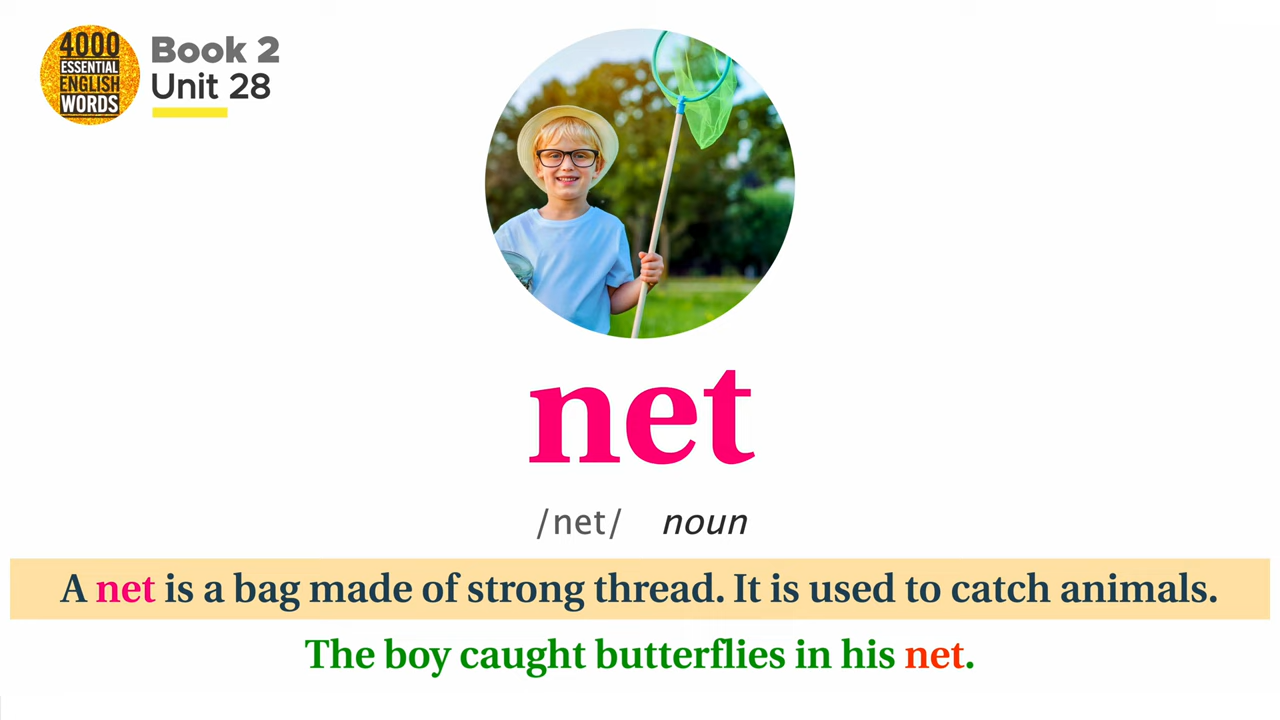 4000
ESSENTIAL
ENGLISH
WORDS
Book 2
Unit 28
net
/net/ noun
A net is a bag made of strong thread. It is used to catch animals.
The boy caught butterflies in his net.